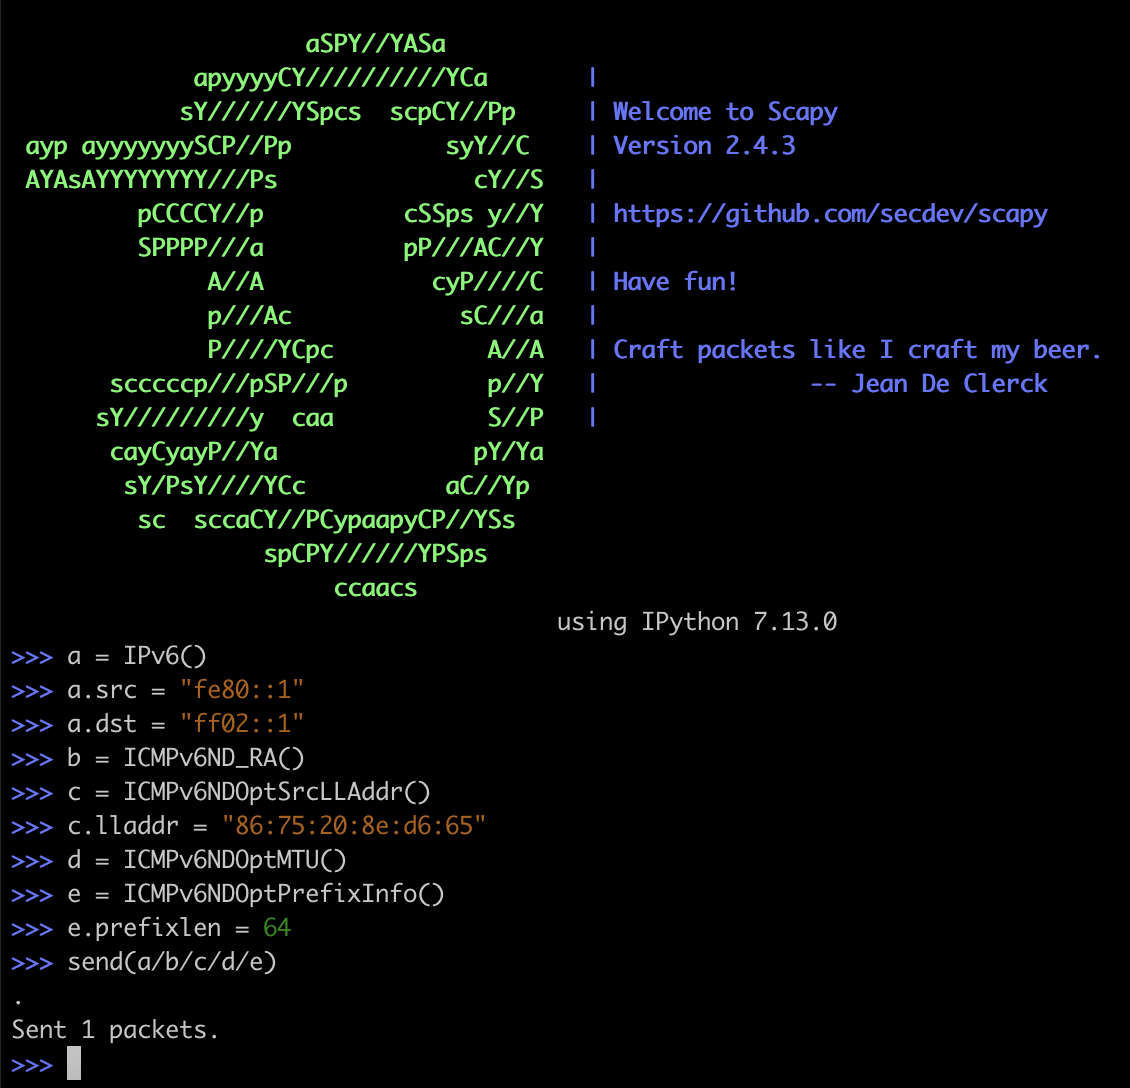 aSPY//YASa
             apyyyyCY//////////YCa       |
            sY//////YSpcs  scpCY//Pp     | Welcome to Scapy
 ayp ayyyyyyySCP//Pp           syY//C    | Version 2.4.3
 AYAsAYYYYYYYY///Ps              cY//S   |
         pCCCCY//p          cSSps y//Y   | https://github.com/secdev/scapy
         SPPPP///a          pP///AC//Y   |
              A//A            cyP////C   | Have fun!
              p///Ac            sC///a   |
              P////YCpc           A//A   | Craft packets like I craft my beer.
       scccccp///pSP///p          p//Y   |               -- Jean De Clerck
      sY/////////y  caa           S//P   |
       cayCyayP//Ya              pY/Ya
        sY/PsY////YCc          aC//Yp
         sc  sccaCY//PCypaapyCP//YSs
                  spCPY//////YPSps
                       ccaacs
                                       using IPython 7.13.0
>>> a = IPv6()
>>> a.src = "fe80::1"
>>> a.dst = "ff02::1"
>>> b = ICMPv6ND_RA()
>>> c = ICMPv6NDOptSrcLLAddr()
>>> c.lladdr = "86:75:20:8e:d6:65"
>>> d = ICMPv6NDOptMTU()
>>> e = ICMPv6NDOptPrefixInfo()
>>> e.prefixlen = 64
>>> send(a/b/c/d/e)
.
Sent 1 packets.
>>>